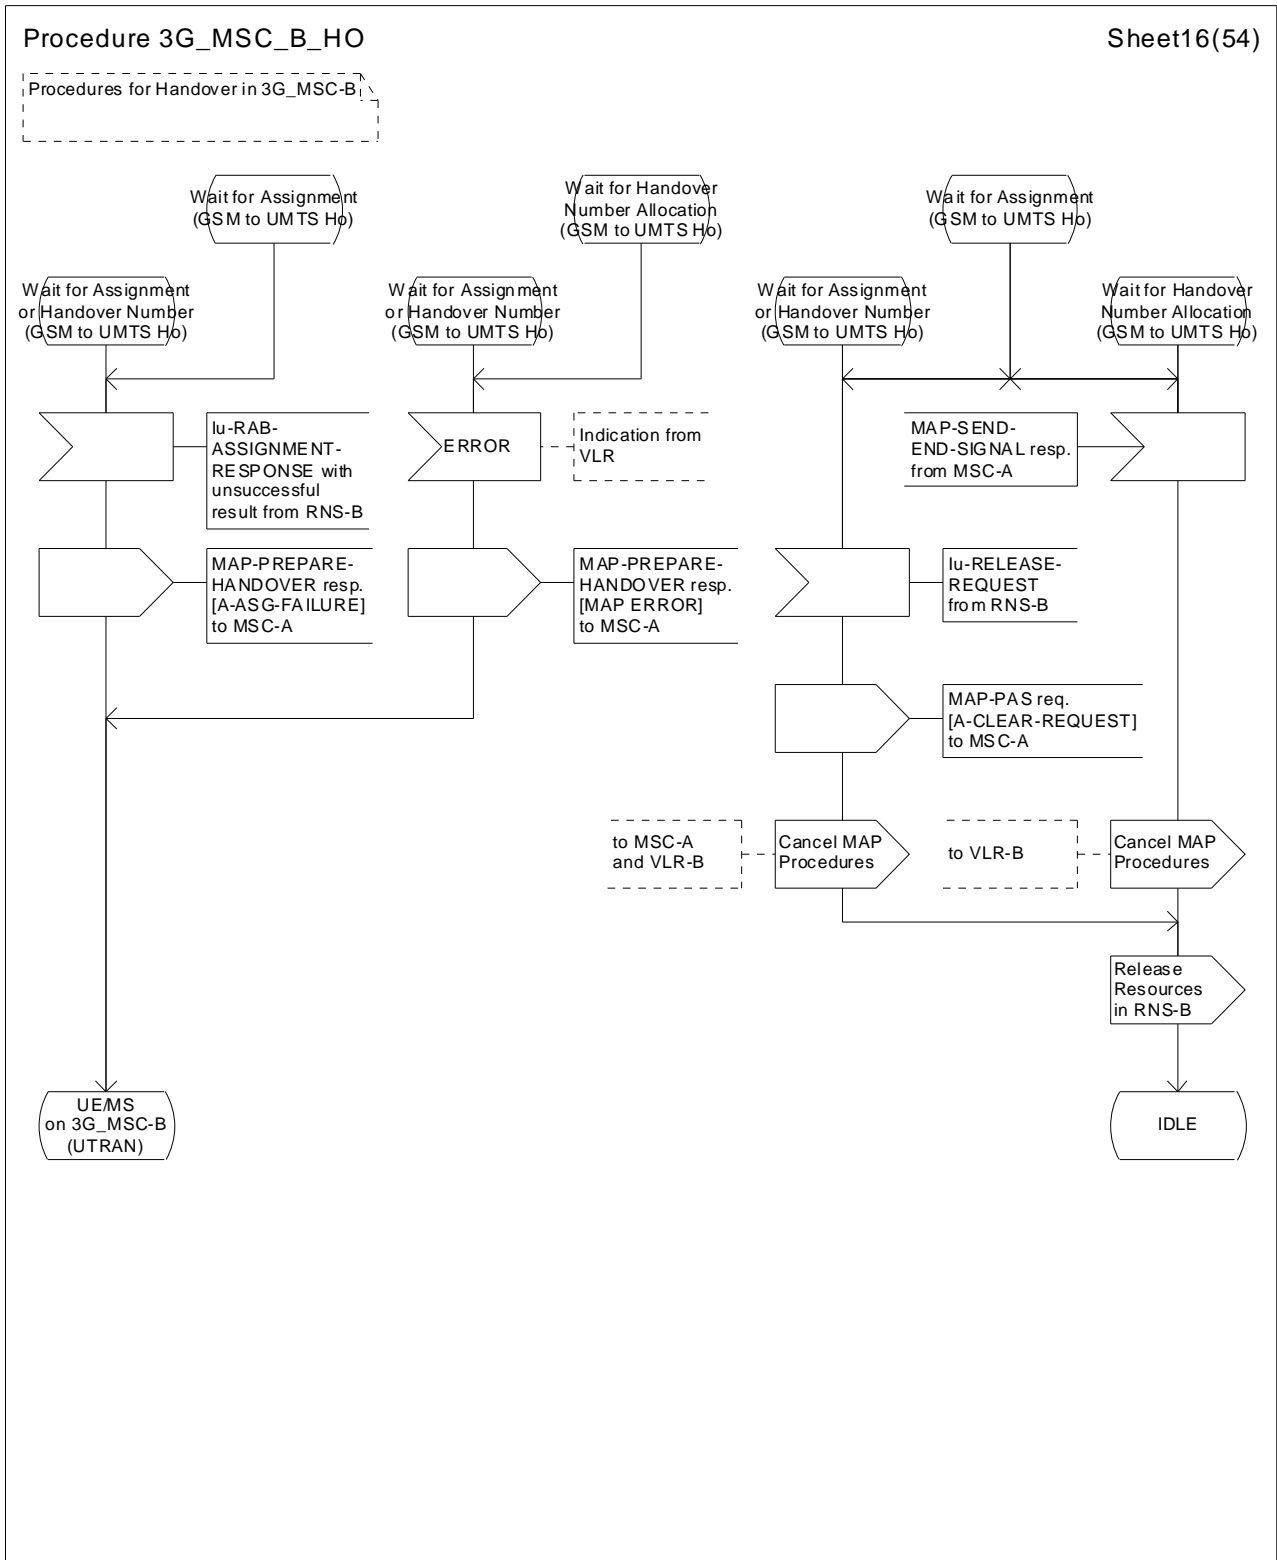 Procedure 3G_MSC_B_HO
Sheet16(54)
Procedures for Handover in 3G_MSC-B
Wait for Assignment
(GSM to UMTS Ho)
Wait for Handover
Number Allocation
(GSM to UMTS Ho)
Wait for Assignment
(GSM to UMTS Ho)
Wait for Assignment
or Handover Number
(GSM to UMTS Ho)
Wait for Assignment
or Handover Number
(GSM to UMTS Ho)
Wait for Assignment
or Handover Number
(GSM to UMTS Ho)
Wait for Handover
Number Allocation
(GSM to UMTS Ho)
Iu-RAB-
ASSIGNMENT-
RESPONSE with
unsuccessful
result from RNS-B
ERROR
Indication from
VLR
MAP-SEND-
END-SIGNAL resp.
from MSC-A
MAP-PREPARE-
HANDOVER resp.
[A-ASG-FAILURE]
to MSC-A
MAP-PREPARE-
HANDOVER resp.
[MAP ERROR]
to MSC-A
Iu-RELEASE-
REQUEST
from RNS-B
MAP-PAS req.
[A-CLEAR-REQUEST]
to MSC-A
to MSC-A
and VLR-B
Cancel MAP
Procedures
to VLR-B
Cancel MAP
Procedures
Release
Resources
in RNS-B
UE/MS
on 3G_MSC-B
(UTRAN)
IDLE